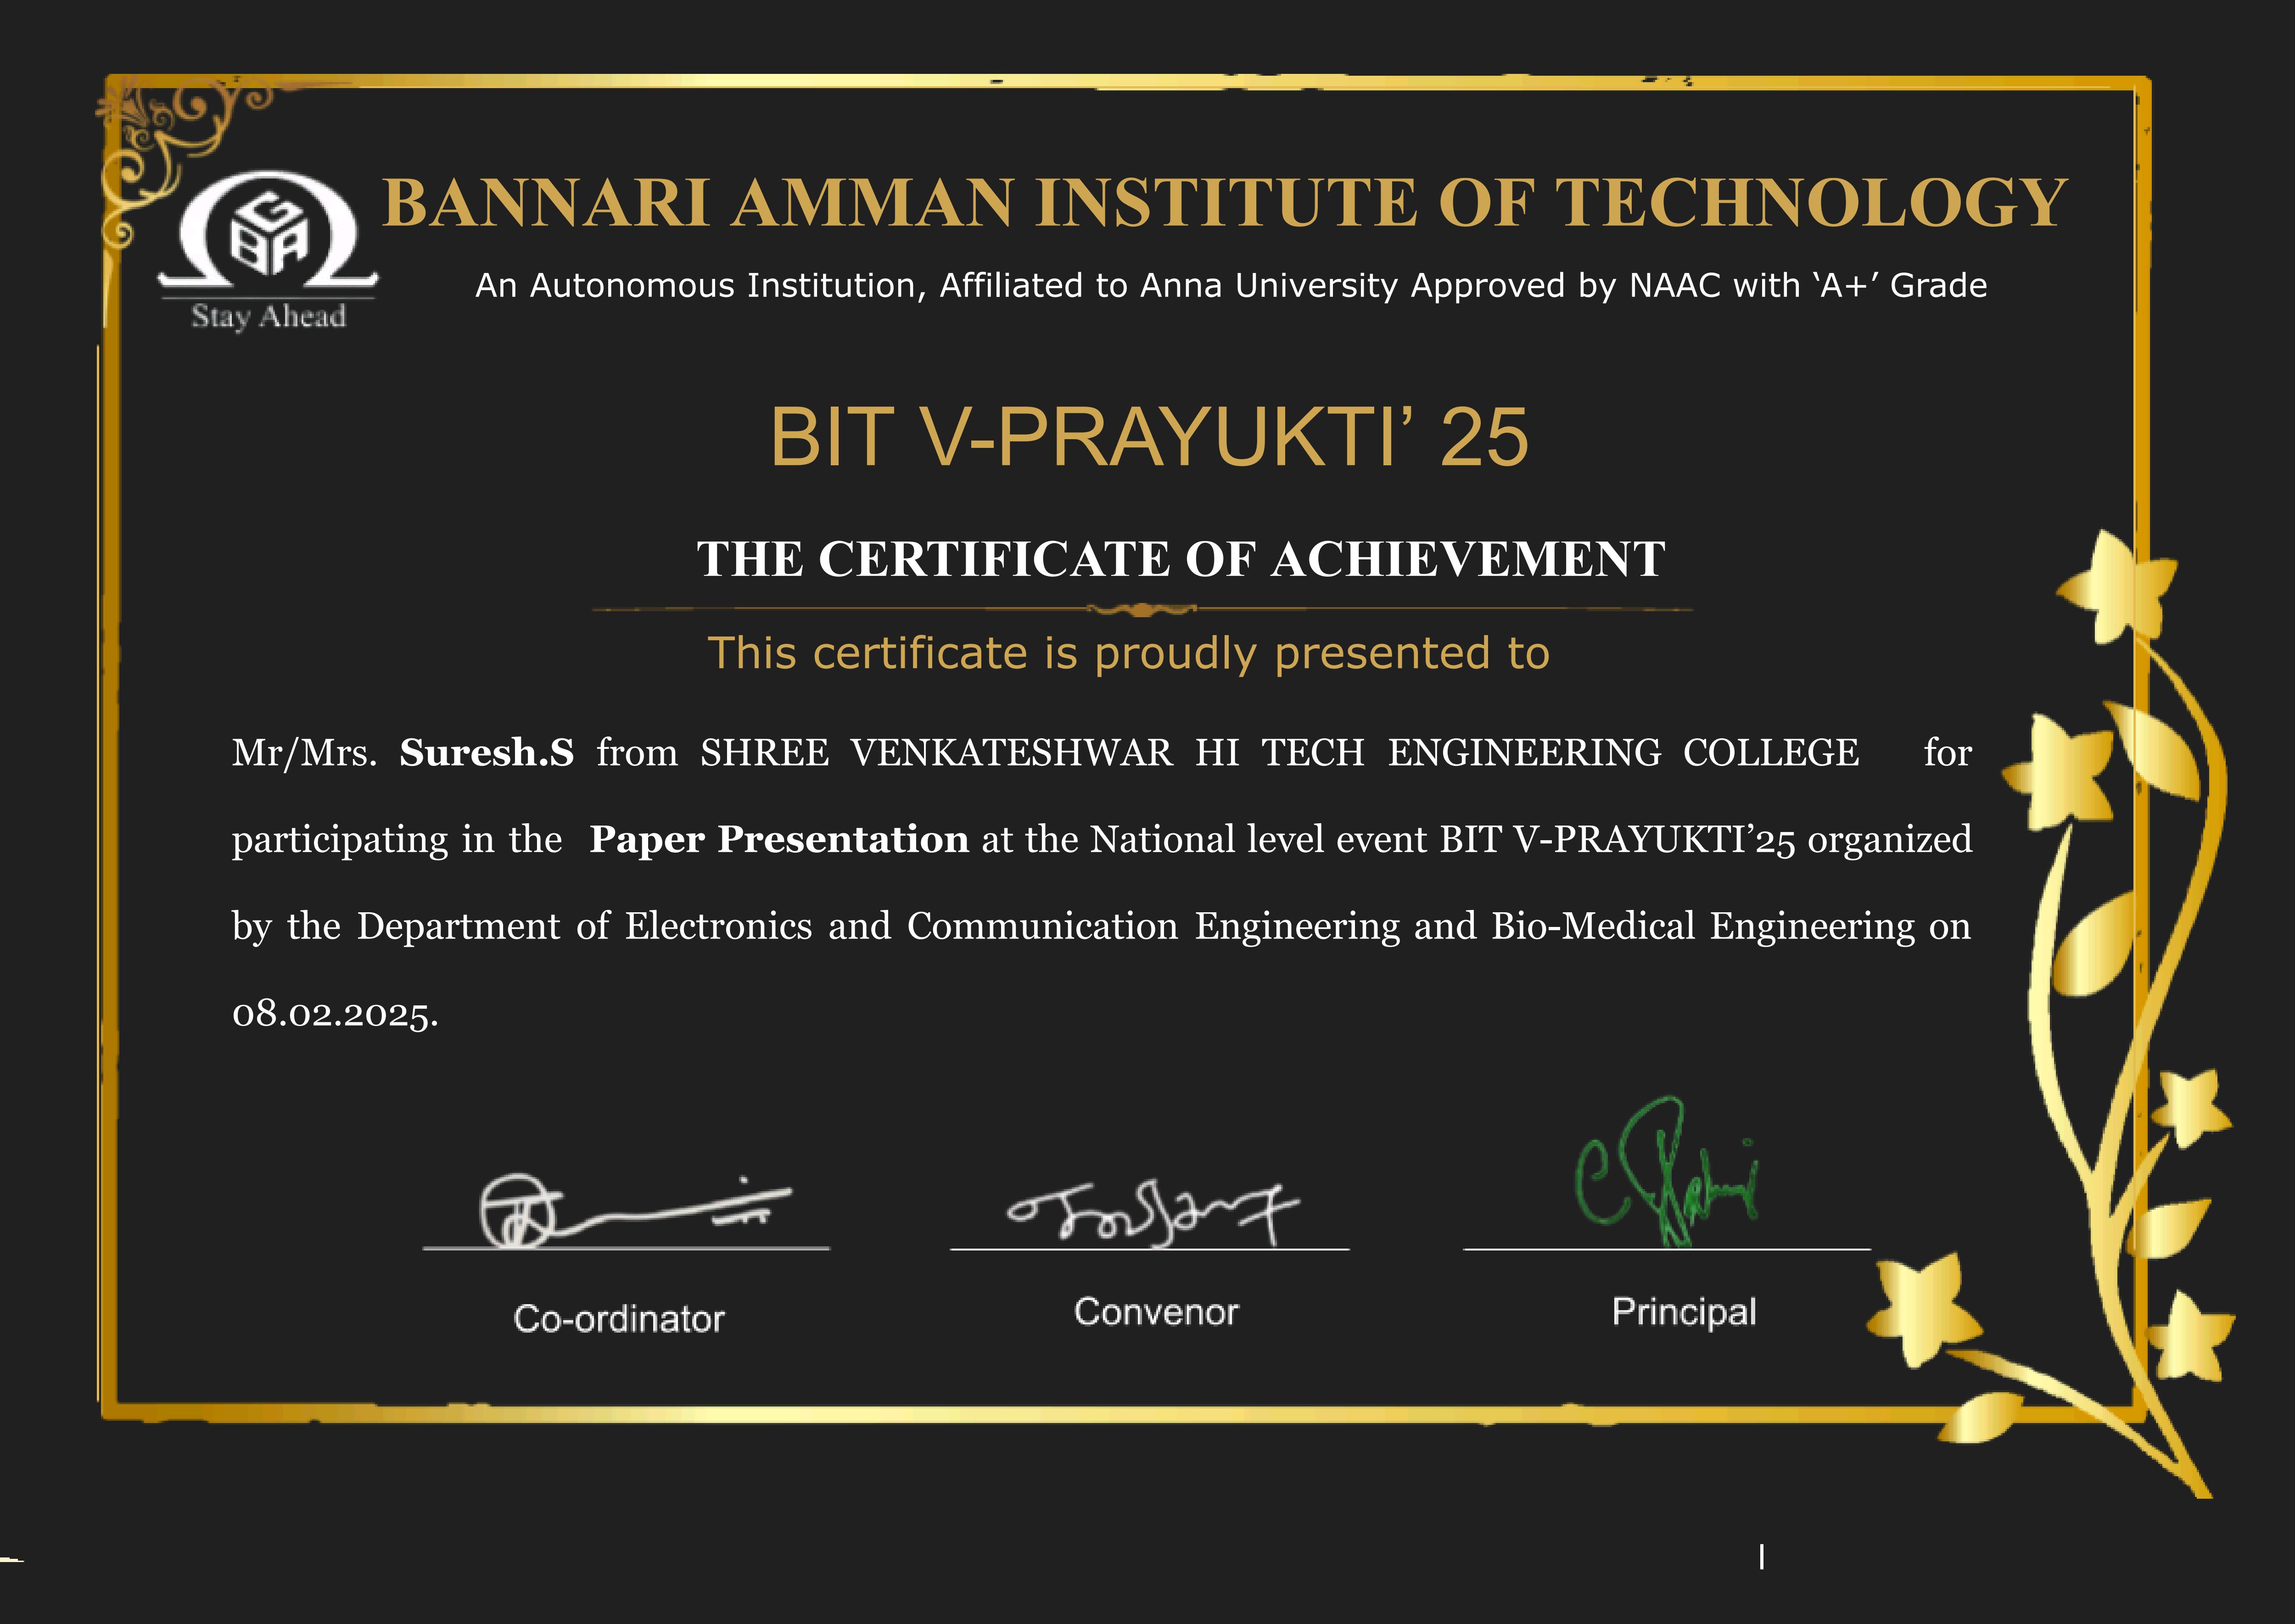 BANNARI AMMAN INSTITUTE OF TECHNOLOGY
GBA
Stay Ahead
An Autonomous Institution, Affiliated to Anna University Approved by NAAC with ‘A+’ Grade
BIT V-PRAYUKTI’ 25
THE CERTIFICATE OF ACHIEVEMENT
This certificate is proudly presented to
Mr/Mrs. Suresh.S from SHREE VENKATESHWAR HI TECH ENGINEERING COLLEGE for
participating in the Paper Presentation at the National level event BIT V-PRAYUKTI’25 organized
by the Department of Electronics and Communication Engineering and Bio-Medical Engineering on
08.02.2025.
Co-ordinator
Convenor
Principal